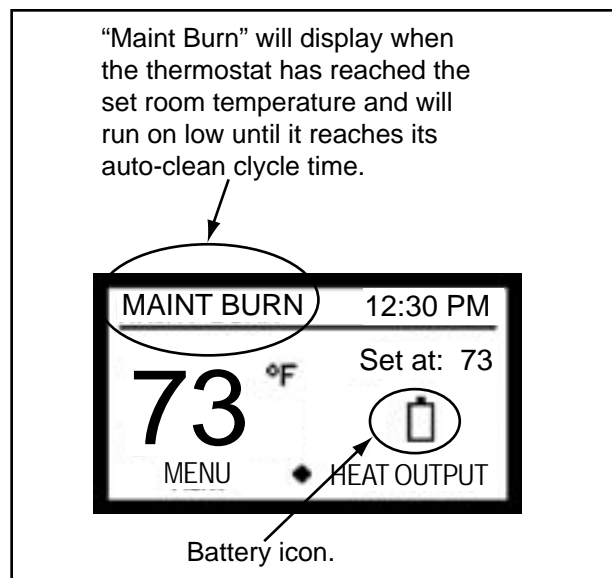 “Maint Burn” will display when
the thermostat has reached the
set room temperature and will
run on low until it reaches its
auto-clean clycle time.
MAINT BURN 12:30 PM
Set at: 73
73 °F
MENU ◆ HEAT OUTPUT
Battery icon.